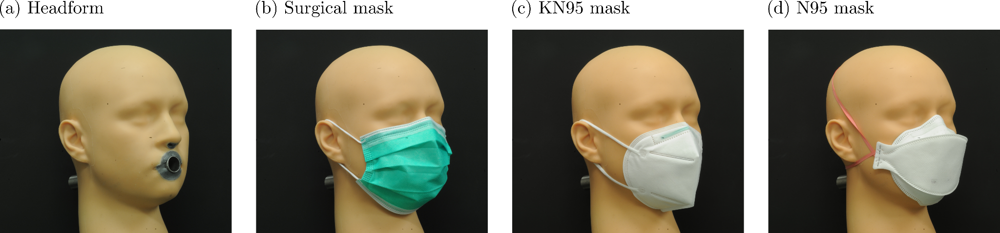 (a) Headform
(b) Surgical mask
(c) KN95 mask
(d) N95 mask